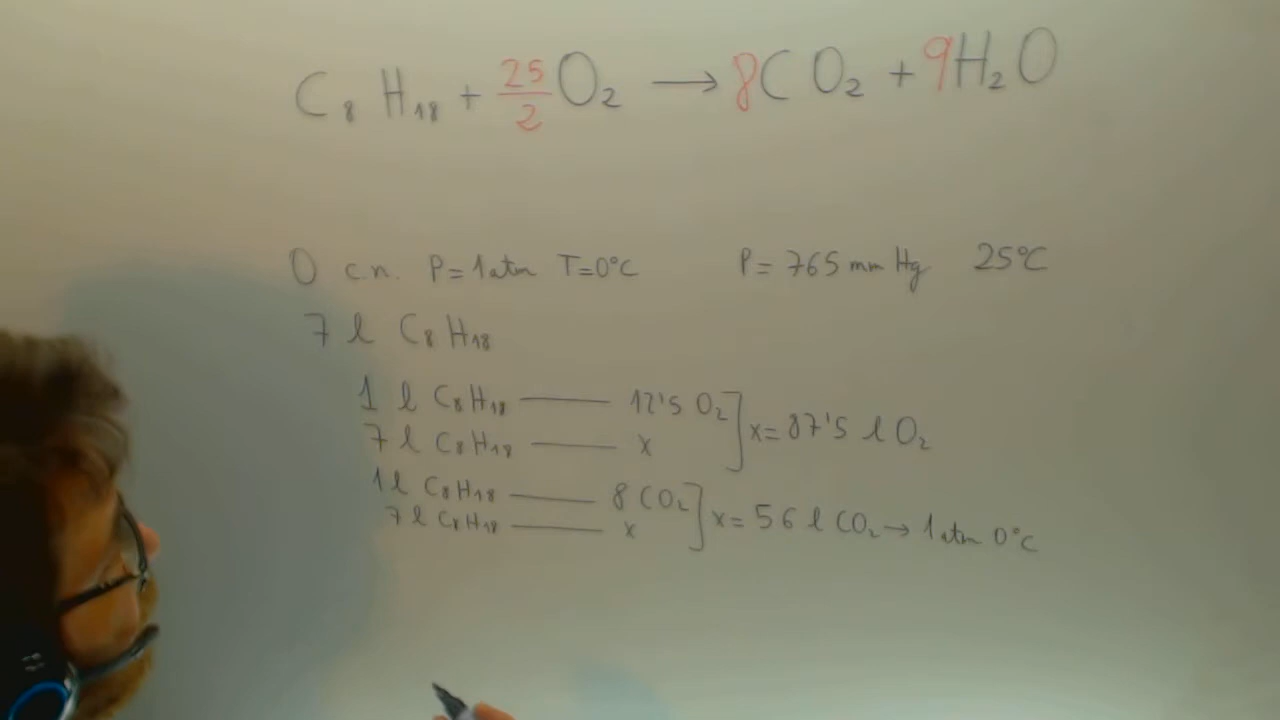 C₈ H₁₈ + 25/2 O₂ → 8CO₂ + 9H₂O
O c.n. P=1atm T=0°C P= 765 mm Hg 25°C
7 l C₈H₁₈
1 l C₈H₁₈ —— 12'5 O₂
7 l C₈H₁₈ —— x ] x= 87'5 l O₂
1 l C₈H₁₈ —— 8 CO₂
7 l C₈H₁₈ —— x ] x= 56 l CO₂ → 1atm 0°C